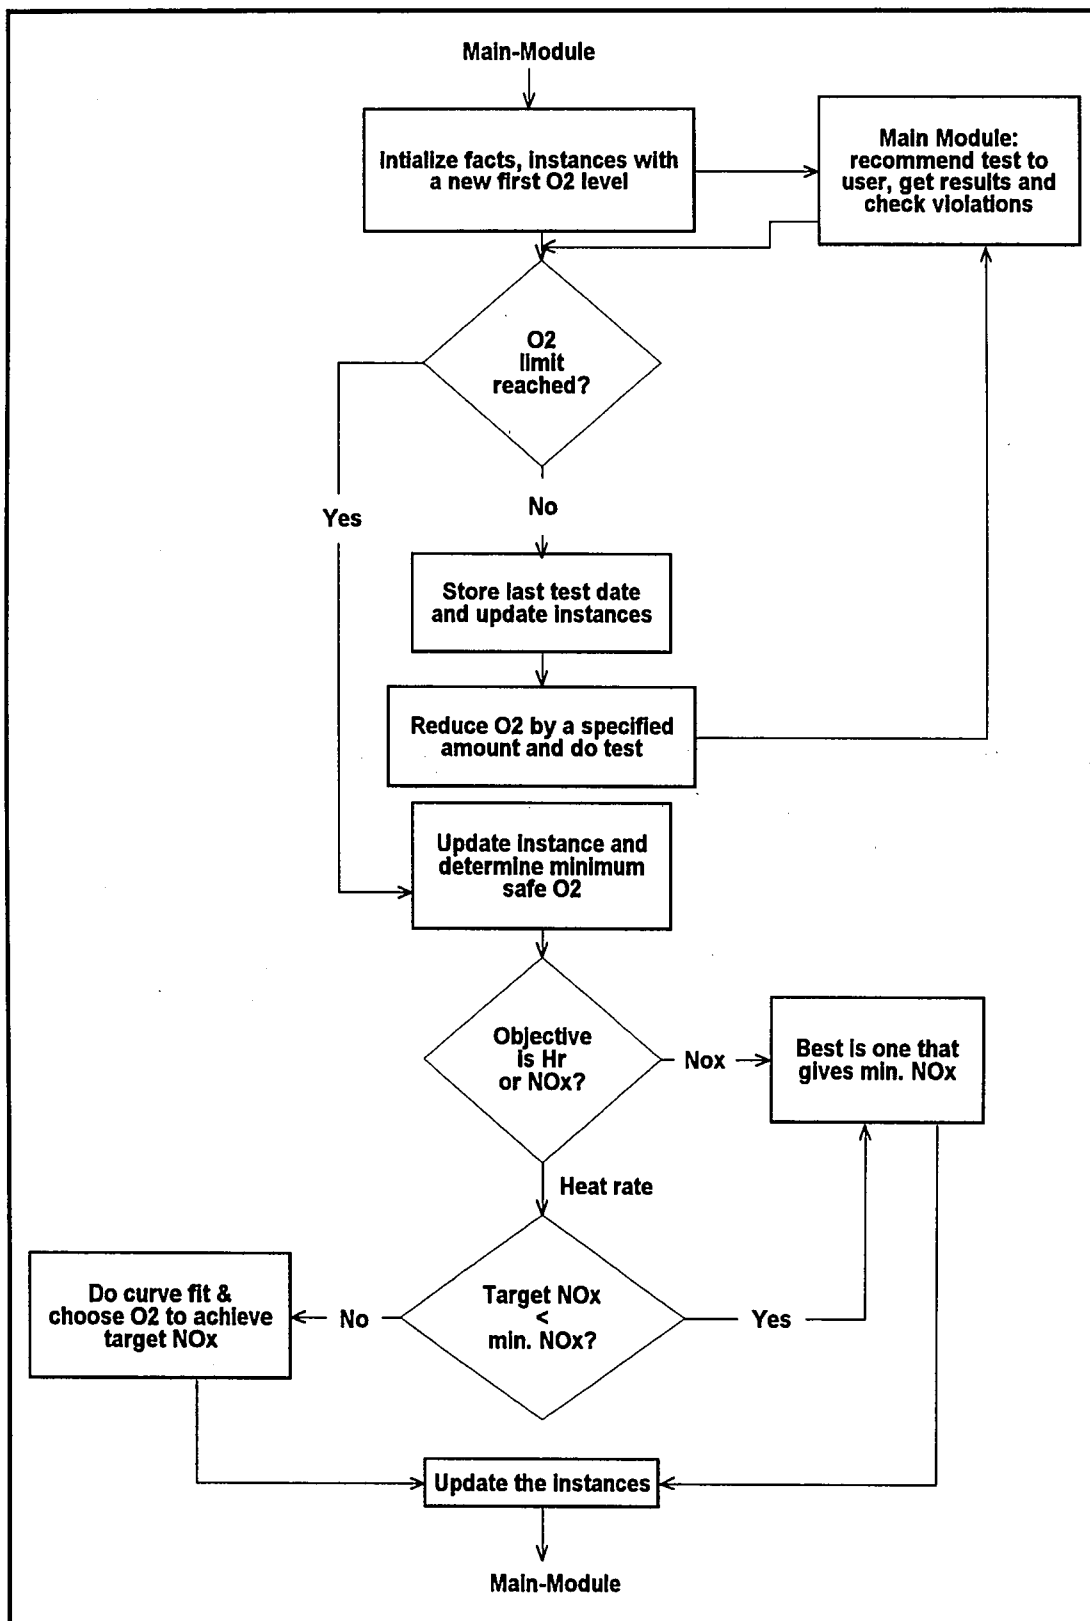 Main-Module
Intialize facts, instances with
a new first O2 level
Main Module:
recommend test to
user, get results and
check violations
O2
limit
reached?
Yes
No
Store last test date
and update instances
Reduce O2 by a specified
amount and do test
Update instance and
determine minimum
safe O2
Objective
is Hr
or NOx?
Nox
Best is one that
gives min. NOx
Heat rate
Do curve fit &
choose O2 to achieve
target NOx
No
Target NOx
<
min. NOx?
Yes
Update the instances
Main-Module